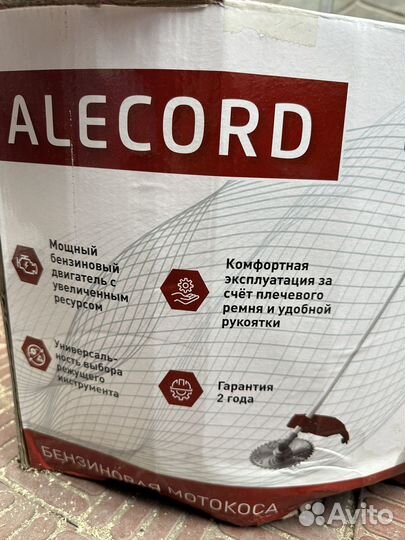 ALECORD
Мощный
бензиновый
двигатель с
увеличенным
ресурсом
Комфортная
эксплуатация за
счёт плечевого
ремня и удобной
рукоятки
Универсаль-
ность выбора
режущего
инструмента
Гарантия
2 года
БЕНЗИНОВАЯ МОТОКОСА
Avito